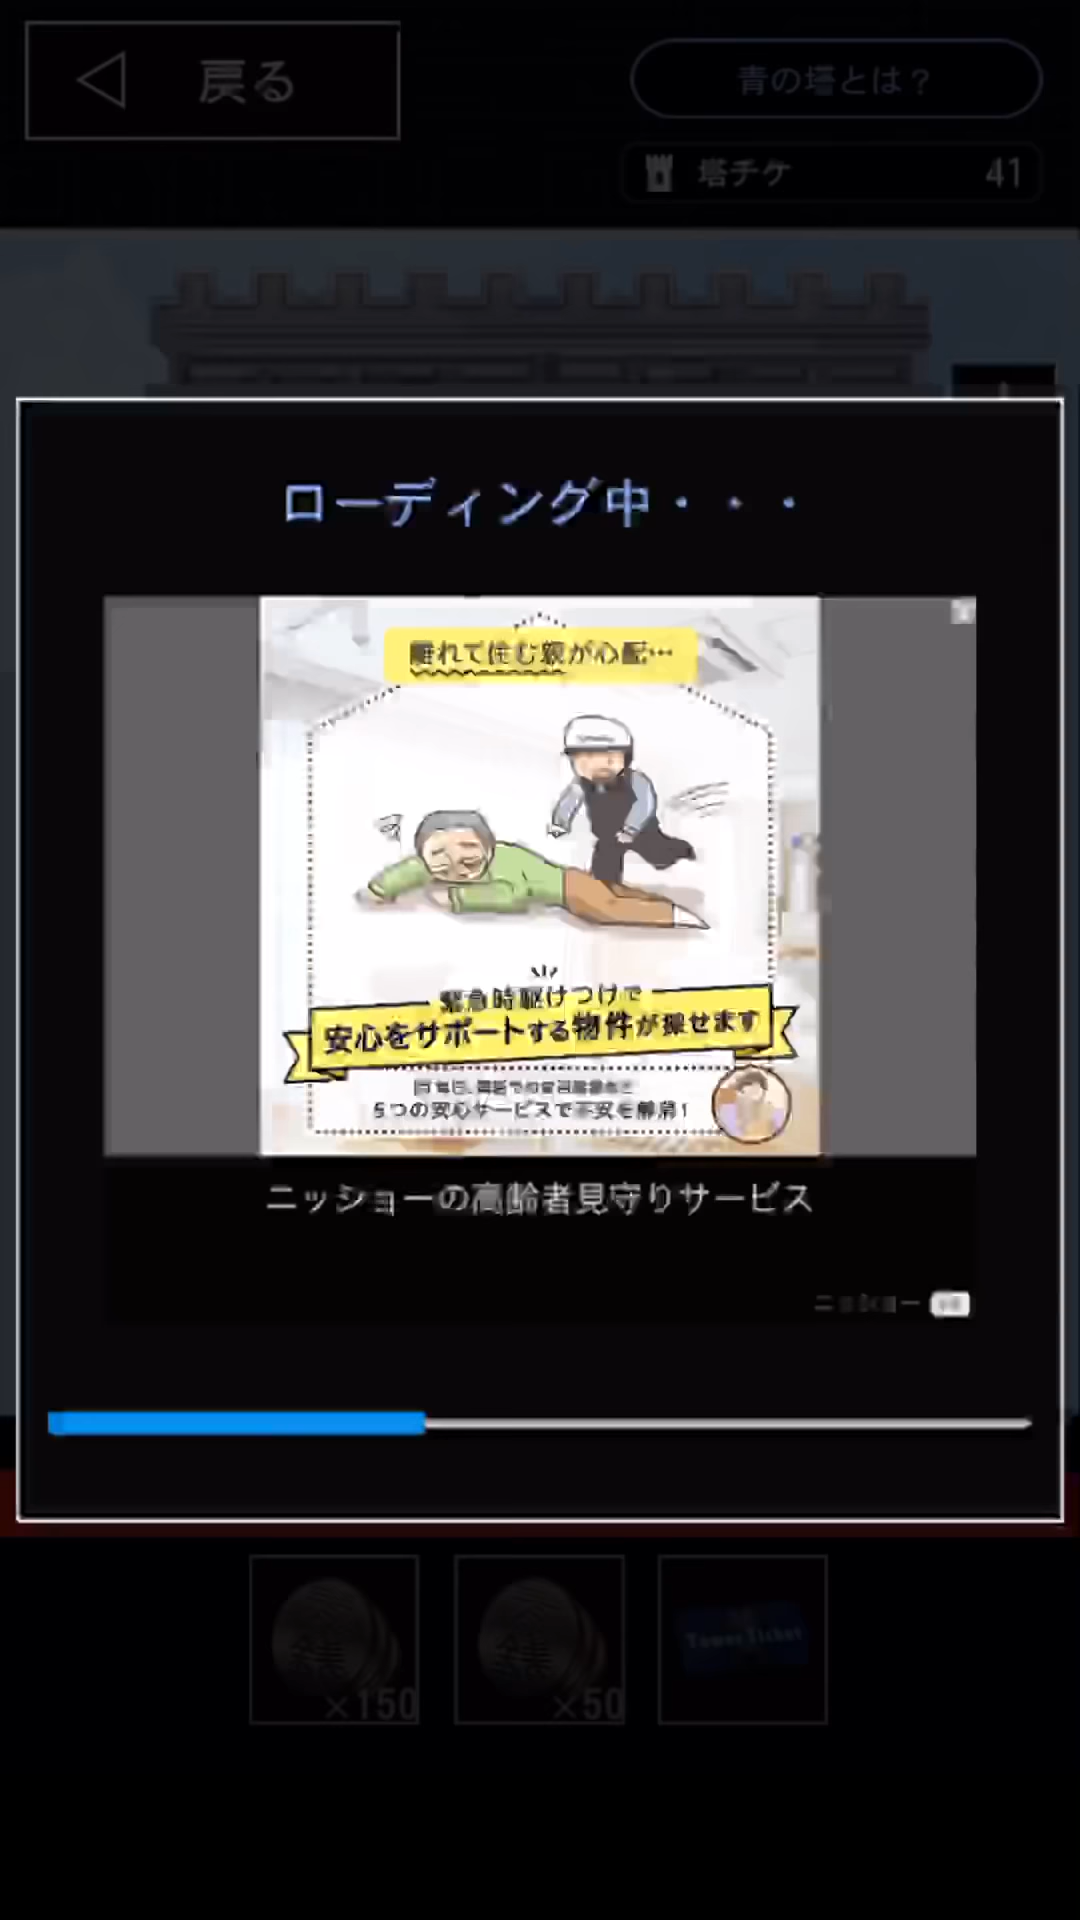 戻る
青の塔とは？
塔チケ 41
ローディング中・・・
離れて住む親が心配…
緊急時駆けつけで
安心をサポートする物件が探せます
5つの安心サービスで不安を解消！
ニッショーの高齢者見守りサービス
×150
×50
Tower Ticket